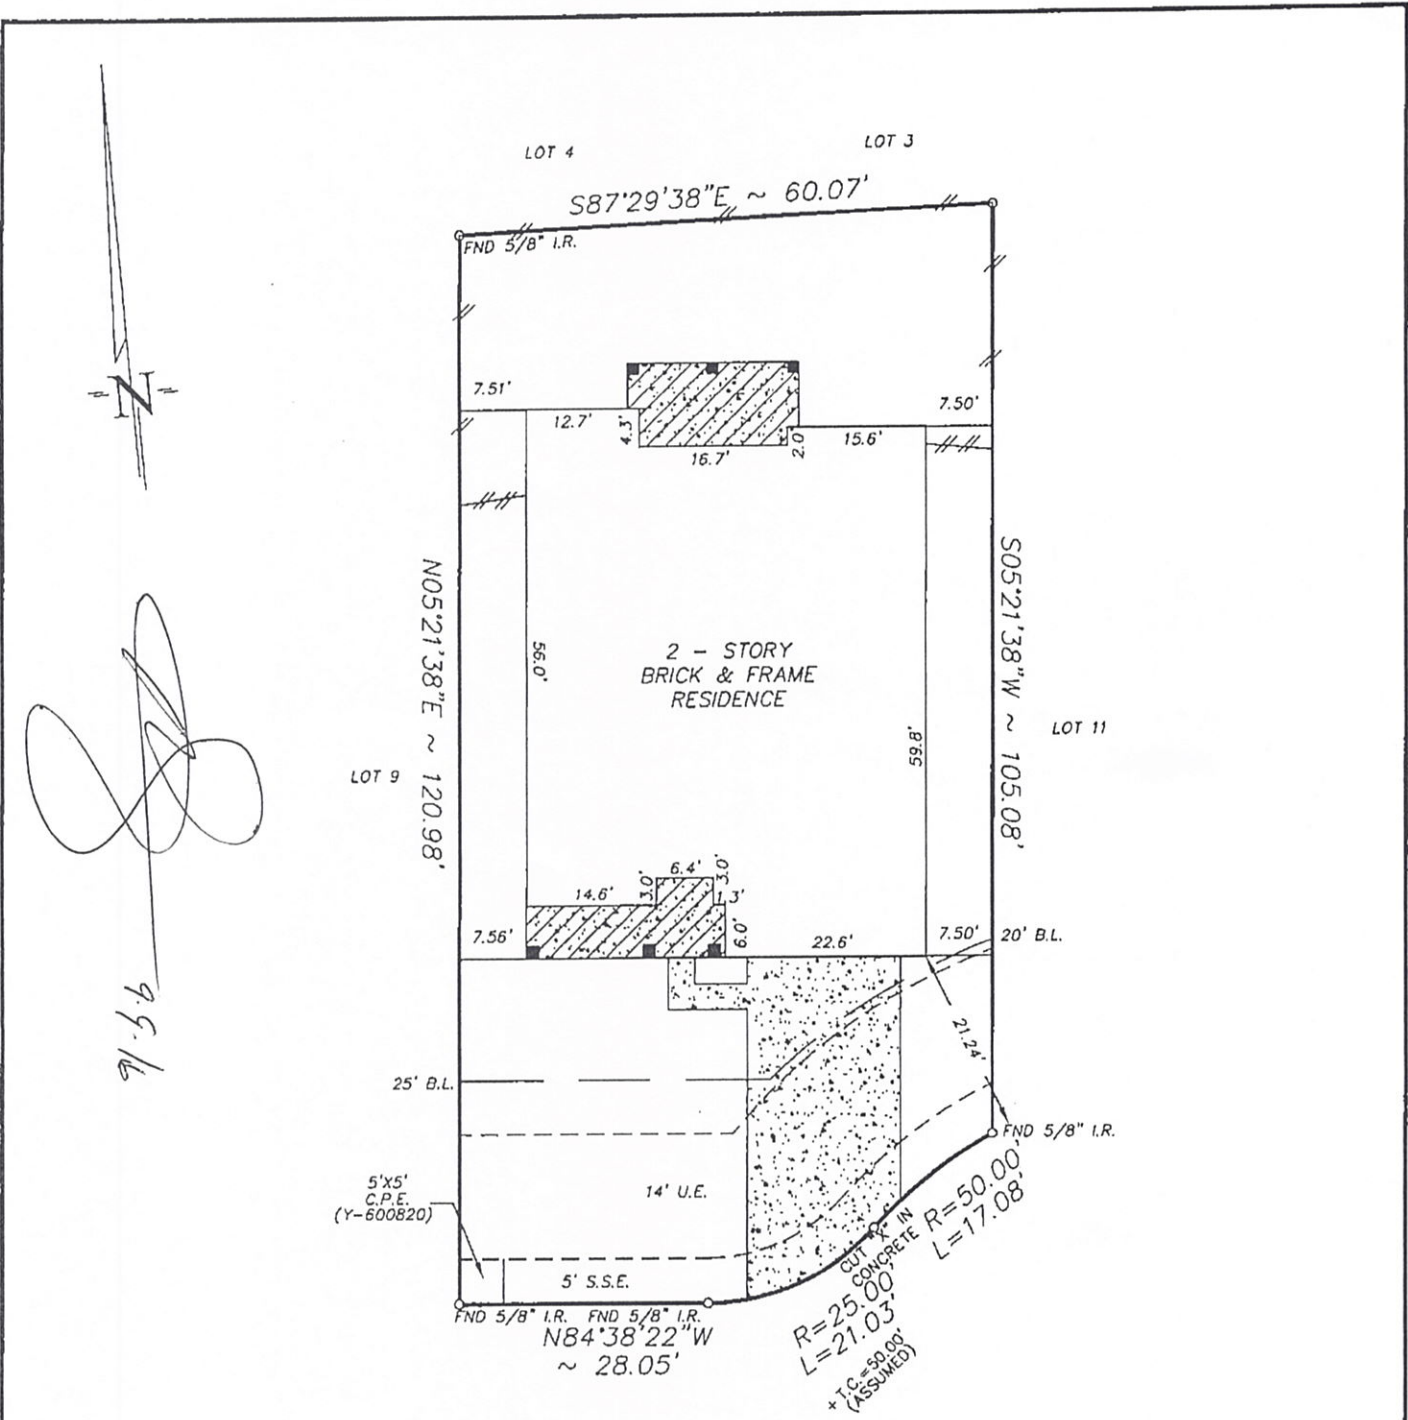 LOT 4
LOT 3
S87°29'38"E ~ 60.07'
FND 5/8" I.R.
N
7.51'
12.7'
4.3'
16.7'
2.0'
15.6'
7.50'
N05°21'38"E ~ 120.98'
S05°21'38"W ~ 105.08'
56.0'
2 - STORY
BRICK & FRAME
RESIDENCE
59.8'
LOT 9
LOT 11
6.4'
3.0'
3.0'
14.6'
1.3'
6.0'
7.56'
22.6'
7.50'
20' B.L.
9-9-16
21.24'
25' B.L.
FND 5/8" I.R.
5'X5'
C.P.E.
(Y-600820)
14' U.E.
R=50.00'
L=17.08'
CUT "X" IN
CONCRETE
5' S.S.E.
FND 5/8" I.R.
FND 5/8" I.R.
N84°38'22"W
~ 28.05'
R=25.00'
L=21.03'
* T.C.=50.00'
(ASSUMED)